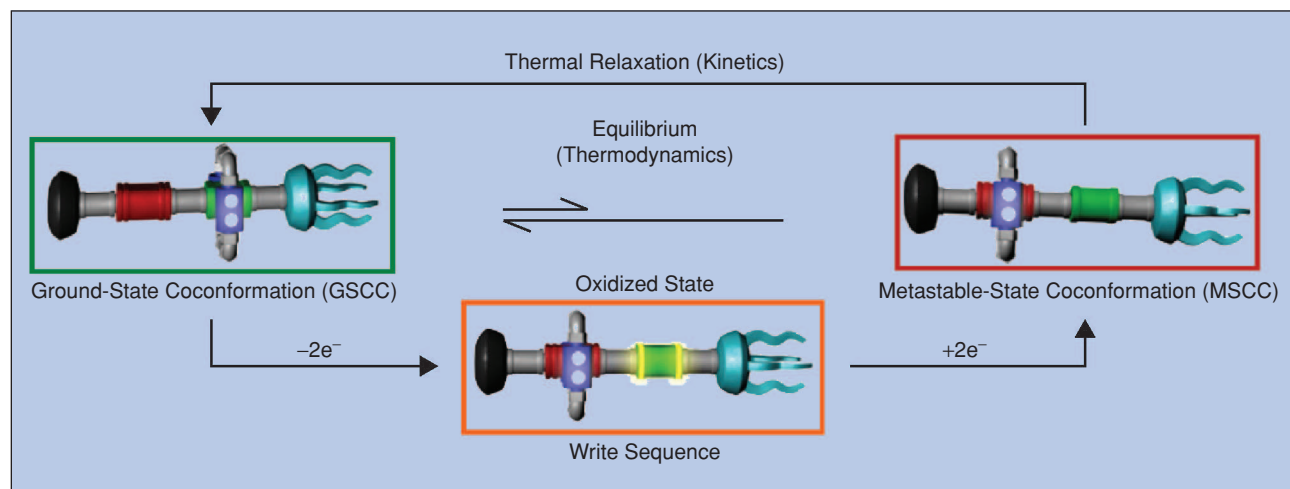 Thermal Relaxation (Kinetics)
Equilibrium
(Thermodynamics)
Ground-State Coconformation (GSCC)
Oxidized State
Metastable-State Coconformation (MSCC)
−2e−
+2e−
Write Sequence